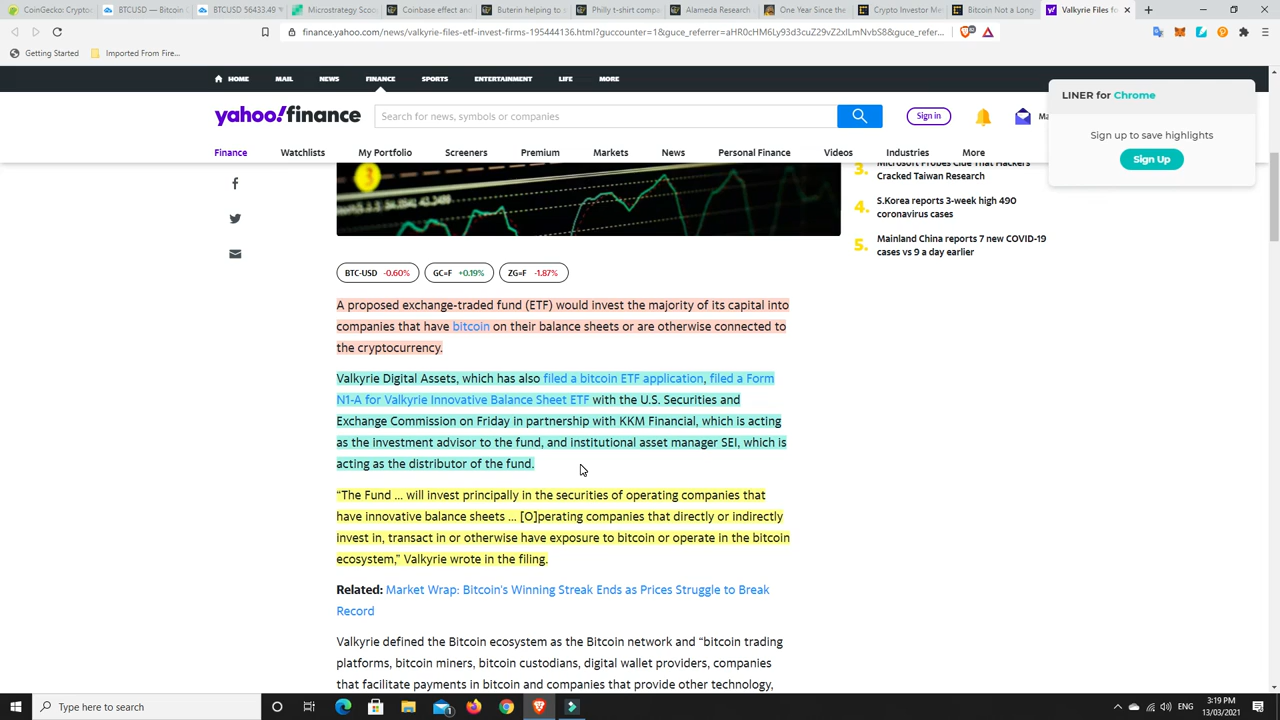 CoinGecko: Crypto
BTCUSD — Bitcoin
BTCUSD 56433.49
Microstrategy Scoo
Coinbase effect and
Buterin helping to
Philly t-shirt compa
Alameda Research
One Year Since the
Crypto Investor Ma
Bitcoin Not a Long
Valkyrie Files for
finance.yahoo.com/news/valkyrie-files-etf-invest-firms-195444136.html?guccounter=1&guce_referrer=
Getting Started
Imported From Fire...
HOME MAIL NEWS FINANCE SPORTS ENTERTAINMENT LIFE MORE
yahoo!finance
Search for news, symbols or companies
Sign in
Ma
LINER for Chrome
Sign up to save highlights
Sign Up
Finance Watchlists My Portfolio Screeners Premium Markets News Personal Finance Videos Industries More
3. Microsoft Probes Clue That Hackers
Cracked Taiwan Research
4. S.Korea reports 3-week high 490
coronavirus cases
5. Mainland China reports 7 new COVID-19
cases vs 9 a day earlier
BTC-USD -0.60% GC=F +0.19% ZG=F -1.87%
A proposed exchange-traded fund (ETF) would invest the majority of its capital into
companies that have bitcoin on their balance sheets or are otherwise connected to
the cryptocurrency.
Valkyrie Digital Assets, which has also filed a bitcoin ETF application, filed a Form
N1-A for Valkyrie Innovative Balance Sheet ETF with the U.S. Securities and
Exchange Commission on Friday in partnership with KKM Financial, which is acting
as the investment advisor to the fund, and institutional asset manager SEI, which is
acting as the distributor of the fund.
“The Fund ... will invest principally in the securities of operating companies that
have innovative balance sheets ... [O]perating companies that directly or indirectly
invest in, transact in or otherwise have exposure to bitcoin or operate in the bitcoin
ecosystem,” Valkyrie wrote in the filing.
Related: Market Wrap: Bitcoin's Winning Streak Ends as Prices Struggle to Break
Record
Valkyrie defined the Bitcoin ecosystem as the Bitcoin network and “bitcoin trading
platforms, bitcoin miners, bitcoin custodians, digital wallet providers, companies
that facilitate payments in bitcoin and companies that provide other technology,
Type here to search
ENG
3:19 PM
13/03/2021